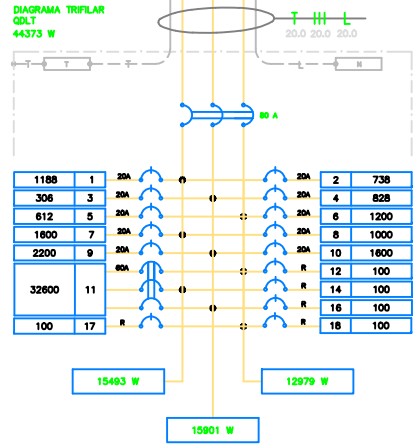 DIAGRAMA TRIFILAR
QDLT
44373 W
T L
20.0 20.0 20.0
T T T L N
80 A
1188 1 20A 20A 2 738
306 3 20A 20A 4 828
612 5 20A 20A 6 1200
1600 7 20A 20A 8 1000
2200 9 20A 20A 10 1600
60A R 12 100
32600 11 R 14 100
R 16 100
100 17 R R 18 100
15493 W 12979 W
15901 W